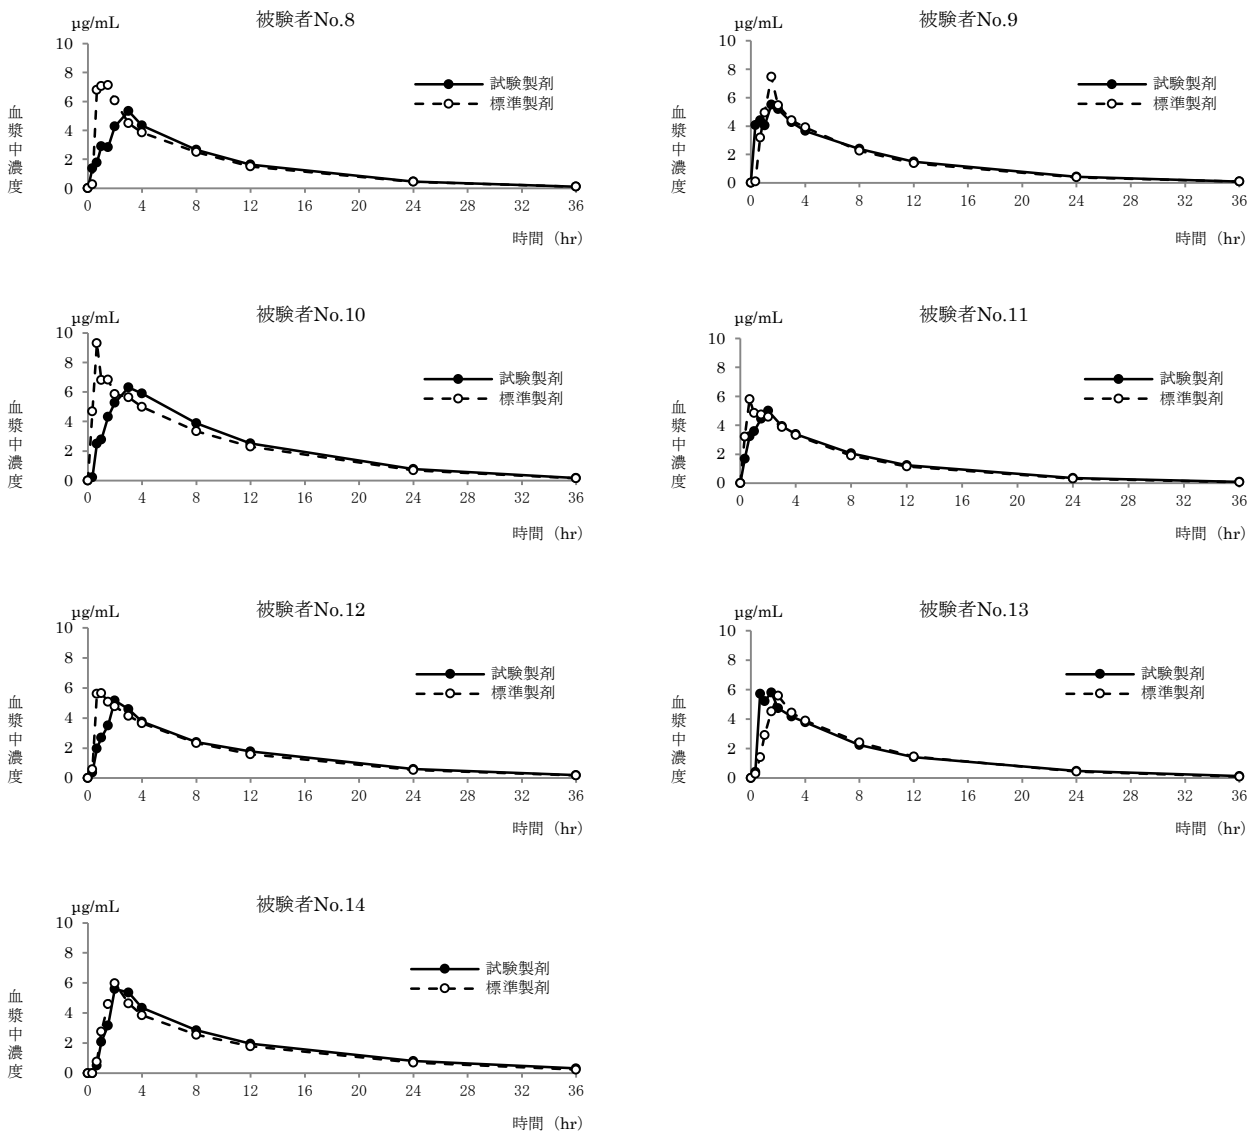 µg/mL
被験者No.8
10
8
6
4
2
0
0 4 8 12 16 20 24 28 32 36
血漿中濃度
試験製剤
標準製剤
時間（hr）
µg/mL
被験者No.9
10
8
6
4
2
0
0 4 8 12 16 20 24 28 32 36
血漿中濃度
試験製剤
標準製剤
時間（hr）
µg/mL
被験者No.10
10
8
6
4
2
0
0 4 8 12 16 20 24 28 32 36
血漿中濃度
試験製剤
標準製剤
時間（hr）
µg/mL
被験者No.11
10
8
6
4
2
0
0 4 8 12 16 20 24 28 32 36
血漿中濃度
試験製剤
標準製剤
時間（hr）
µg/mL
被験者No.12
10
8
6
4
2
0
0 4 8 12 16 20 24 28 32 36
血漿中濃度
試験製剤
標準製剤
時間（hr）
µg/mL
被験者No.13
10
8
6
4
2
0
0 4 8 12 16 20 24 28 32 36
血漿中濃度
試験製剤
標準製剤
時間（hr）
µg/mL
被験者No.14
10
8
6
4
2
0
0 4 8 12 16 20 24 28 32 36
血漿中濃度
試験製剤
標準製剤
時間（hr）